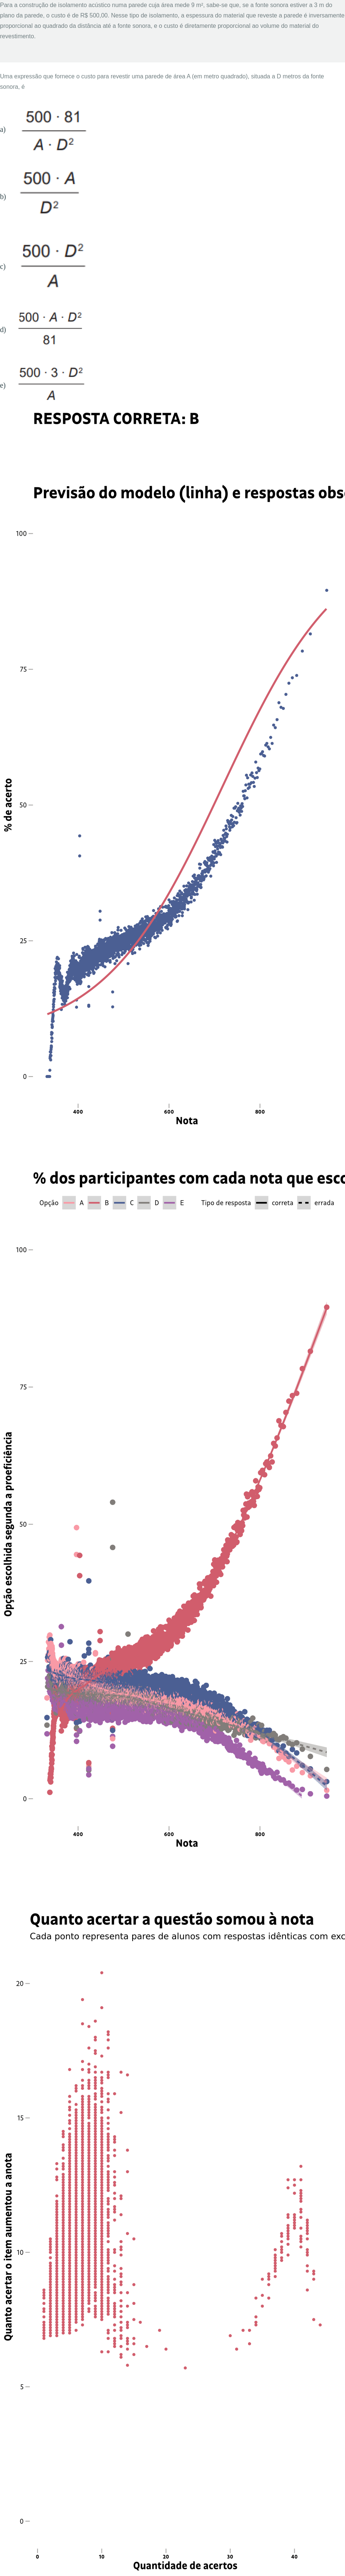 Para a construção de isolamento acústico numa parede cuja área mede 9 m², sabe-se que, se a fonte sonora estiver a 3 m do
plano da parede, o custo é de R$ 500,00. Nesse tipo de isolamento, a espessura do material que reveste a parede é inversamente
proporcional ao quadrado da distância até a fonte sonora, e o custo é diretamente proporcional ao volume do material do
revestimento.
Uma expressão que fornece o custo para revestir uma parede de área A (em metro quadrado), situada a D metros da fonte
sonora, é
a) 500 · 81 / A · D²
b) 500 · A / D²
c) 500 · D² / A
d) 500 · A · D² / 81
e) 500 · 3 · D² / A
RESPOSTA CORRETA: B
Previsão do modelo (linha) e respostas obs
100
75
50
25
0
% de acerto
400 600 800
Nota
% dos participantes com cada nota que esco
Opção A B C D E Tipo de resposta correta errada
100
75
50
25
0
Opção escolhida segunda a proeficiência
400 600 800
Nota
Quanto acertar a questão somou à nota
Cada ponto representa pares de alunos com respostas idênticas com exc
20
15
10
5
0
Quanto acertar o item aumentou a anota
0 10 20 30 40
Quantidade de acertos